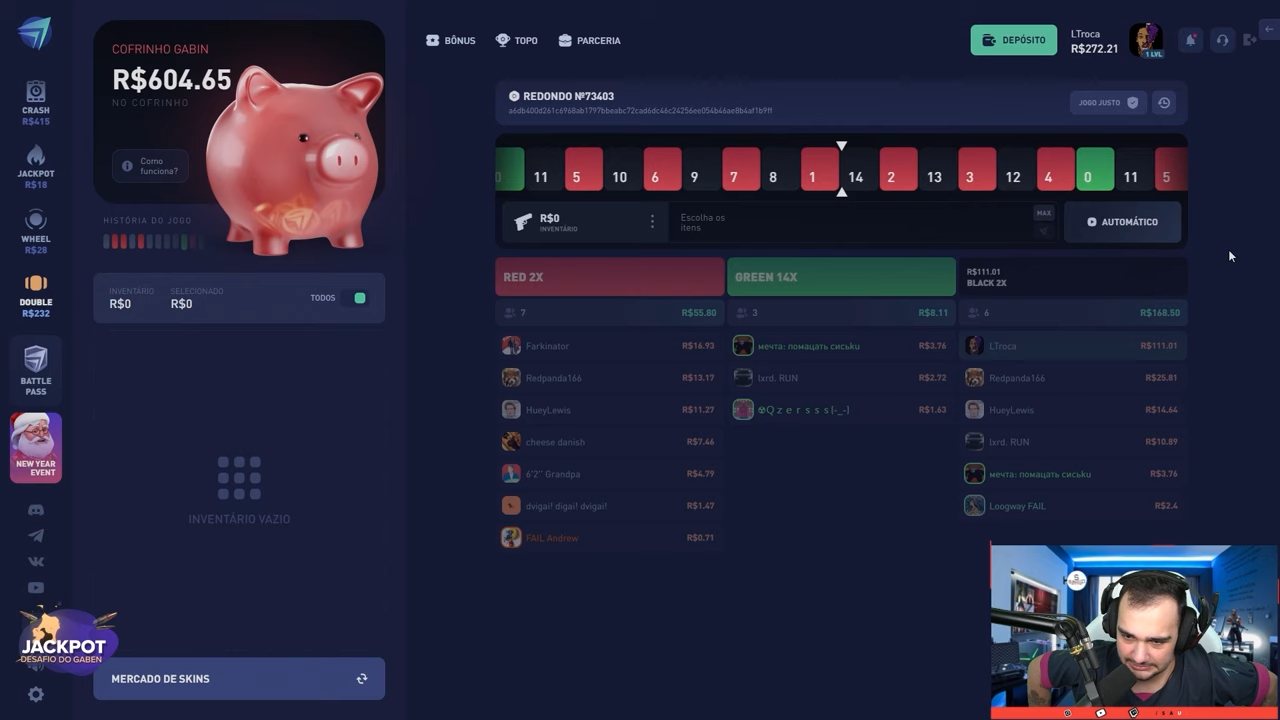 COFRINHO GABIN
R$604.65
NO COFRINHO
Como
funciona?
HISTÓRIA DO JOGO
CRASH
R$415
JACKPOT
R$18
WHEEL
R$28
DOUBLE
R$232
BATTLE
PASS
NEW YEAR
EVENT
JACKPOT
DESAFIO DO GABEN
INVENTÁRIO
R$0
SELECIONADO
R$0
TODOS
INVENTÁRIO VAZIO
MERCADO DE SKINS
BÔNUS
TOPO
PARCERIA
DEPÓSITO
LTroca
R$272.21
1 LVL
REDONDO №73403
JOGO JUSTO
0 11 5 10 6 9 7 8 1 14 2 13 3 12 4 0 11 5
R$0
INVENTÁRIO
Escolha os
itens
MAX
AUTOMÁTICO
RED 2X
7 R$55.80
Farkinator R$16.93
Redpanda166 R$13.17
HueyLewis R$11.27
cheese danish R$7.46
6'2'' Grandpa R$4.79
dvigai! digai! dvigai! R$1.47
FAIL Andrew R$0.71
GREEN 14X
3 R$8.11
мечта: помацать сиськu R$3.76
lxrd. RUN R$2.72
☢Q z e r s s s [-_-] R$1.63
R$111.01
BLACK 2X
6 R$168.50
LTroca R$111.01
Redpanda166 R$25.81
HueyLewis R$14.64
lxrd. RUN R$10.89
мечта: помацать сиськu R$3.76
Loogway FAIL R$2.4